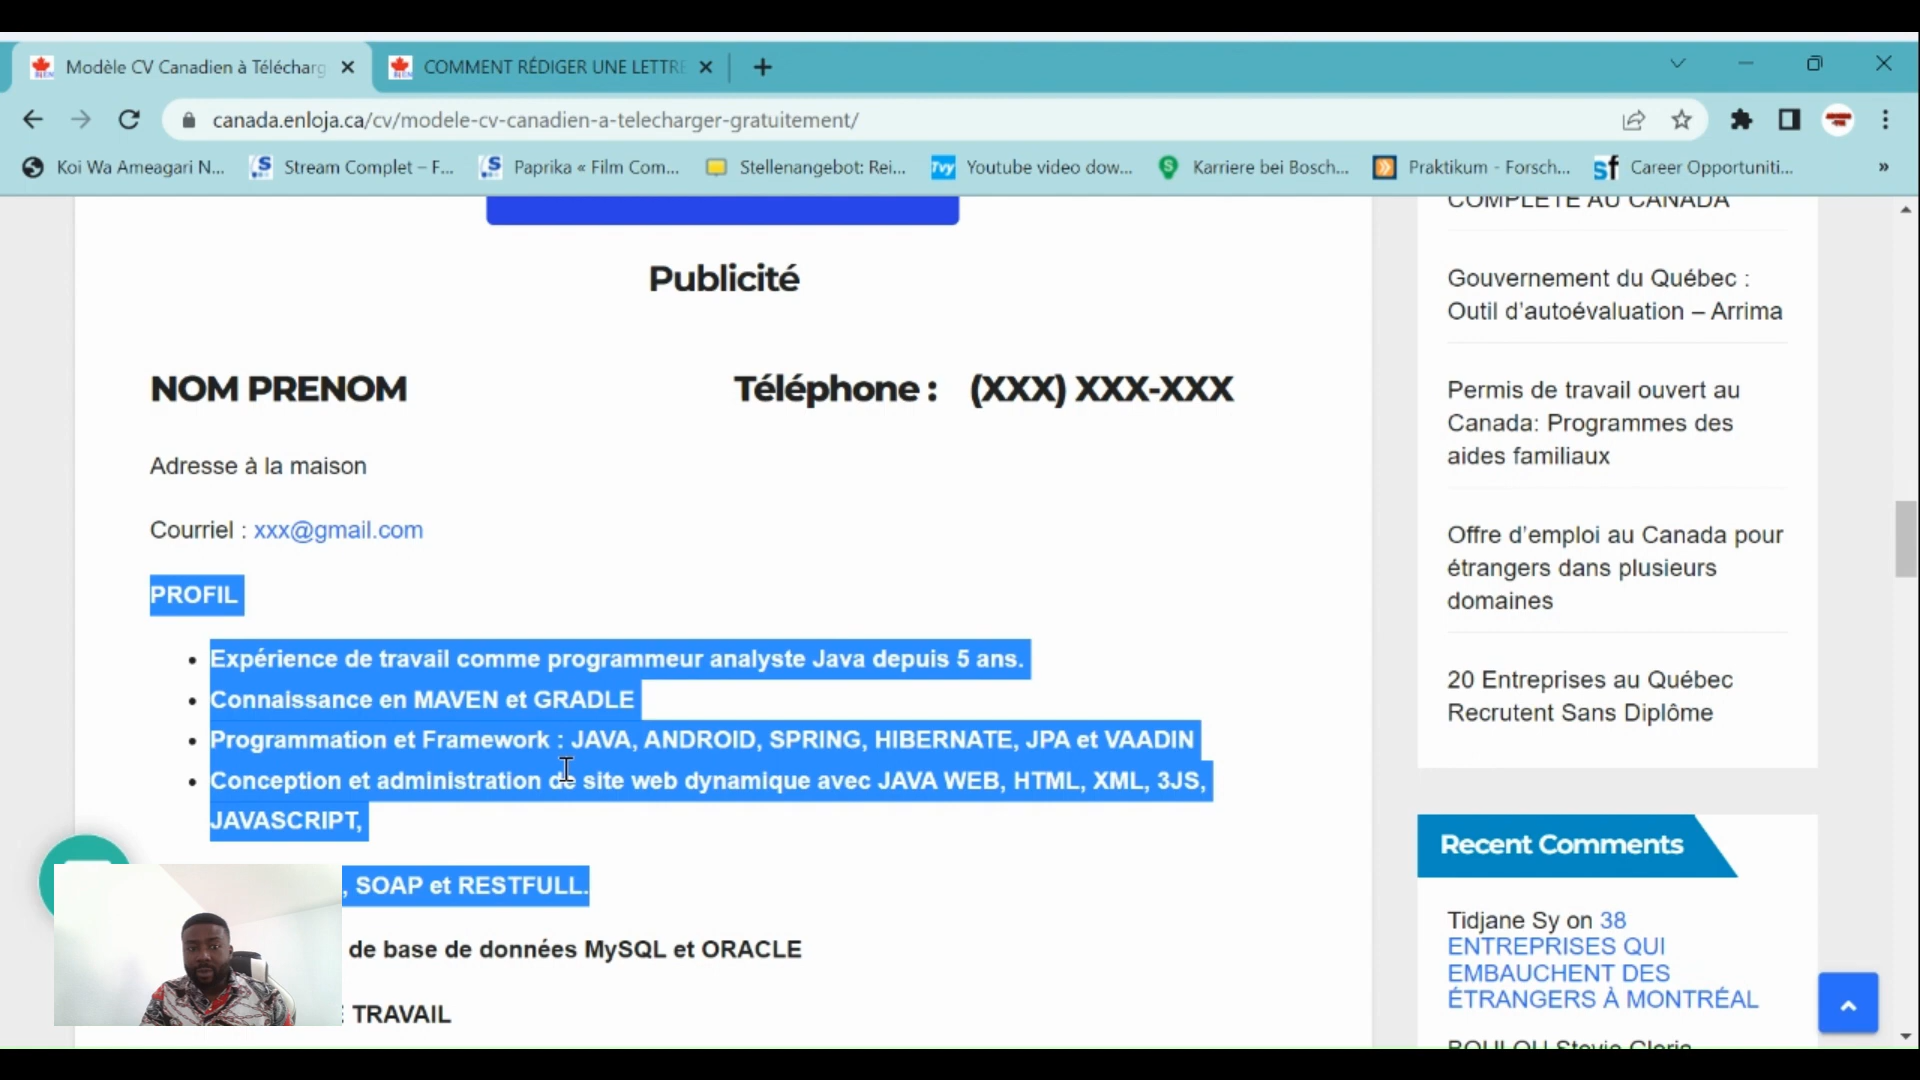 Modèle CV Canadien à Télécharg
COMMENT RÉDIGER UNE LETTRE
canada.enloja.ca/cv/modele-cv-canadien-a-telecharger-gratuitement/
Koi Wa Ameagari N...
Stream Complet – F...
Paprika « Film Com...
Stellenangebot: Rei...
Youtube video dow...
Karriere bei Bosch...
Praktikum - Forsch...
Career Opportuniti...
»
Publicité
NOM PRENOM
Téléphone : (XXX) XXX-XXX
Adresse à la maison
Courriel : xxx@gmail.com
PROFIL
• Expérience de travail comme programmeur analyste Java depuis 5 ans.
• Connaissance en MAVEN et GRADLE
• Programmation et Framework : JAVA, ANDROID, SPRING, HIBERNATE, JPA et VAADIN
• Conception et administration de site web dynamique avec JAVA WEB, HTML, XML, 3JS,
JAVASCRIPT,
, SOAP et RESTFULL.
de base de données MySQL et ORACLE
TRAVAIL
COMPLÈTE AU CANADA
Gouvernement du Québec :
Outil d’autoévaluation – Arrima
Permis de travail ouvert au
Canada: Programmes des
aides familiaux
Offre d’emploi au Canada pour
étrangers dans plusieurs
domaines
20 Entreprises au Québec
Recrutent Sans Diplôme
Recent Comments
Tidjane Sy on 38
ENTREPRISES QUI
EMBAUCHENT DES
ÉTRANGERS À MONTRÉAL